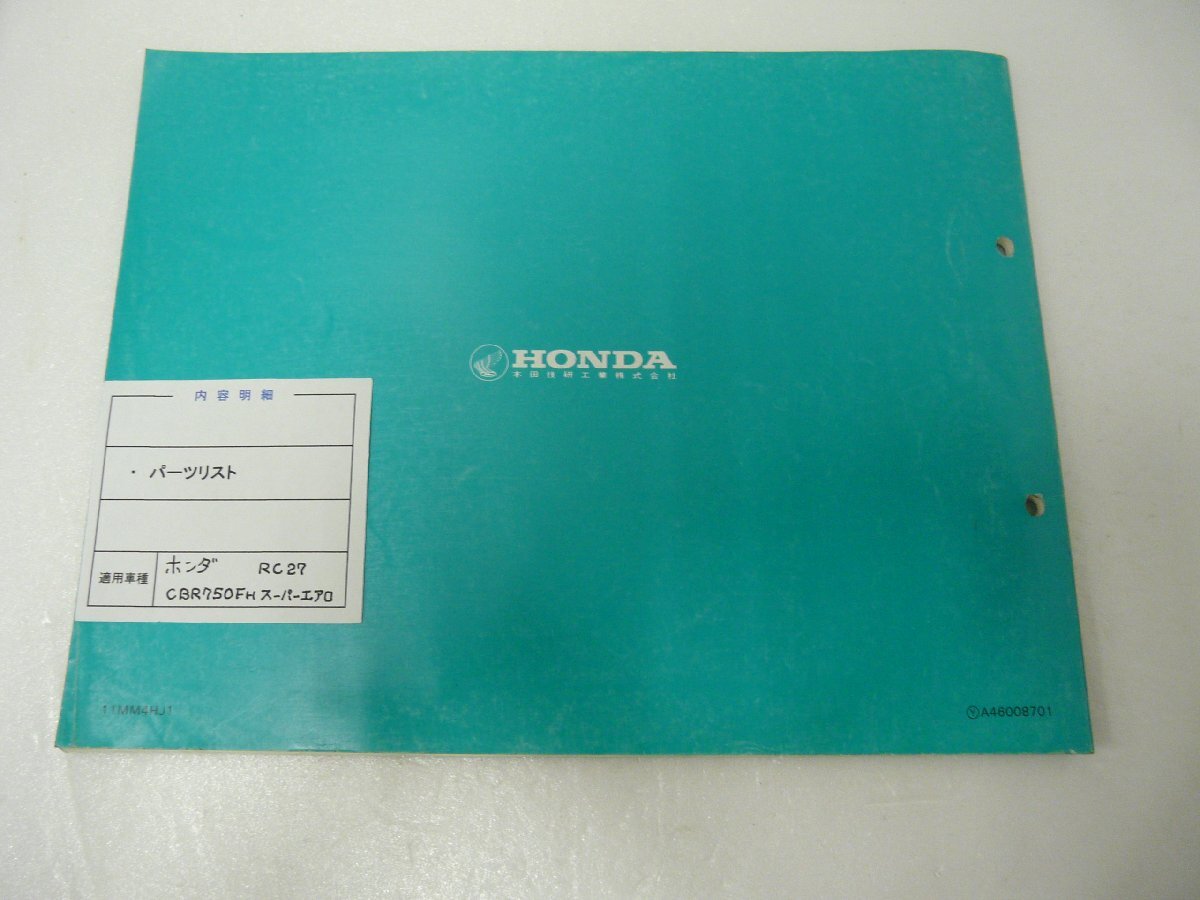 HONDA
本田技研工業株式会社
内容明細
・パーツリスト
適用車種
ホンダ RC27
CBR750FH スーパーエアロ
11MM4HJ1
Ⓨ A46008701